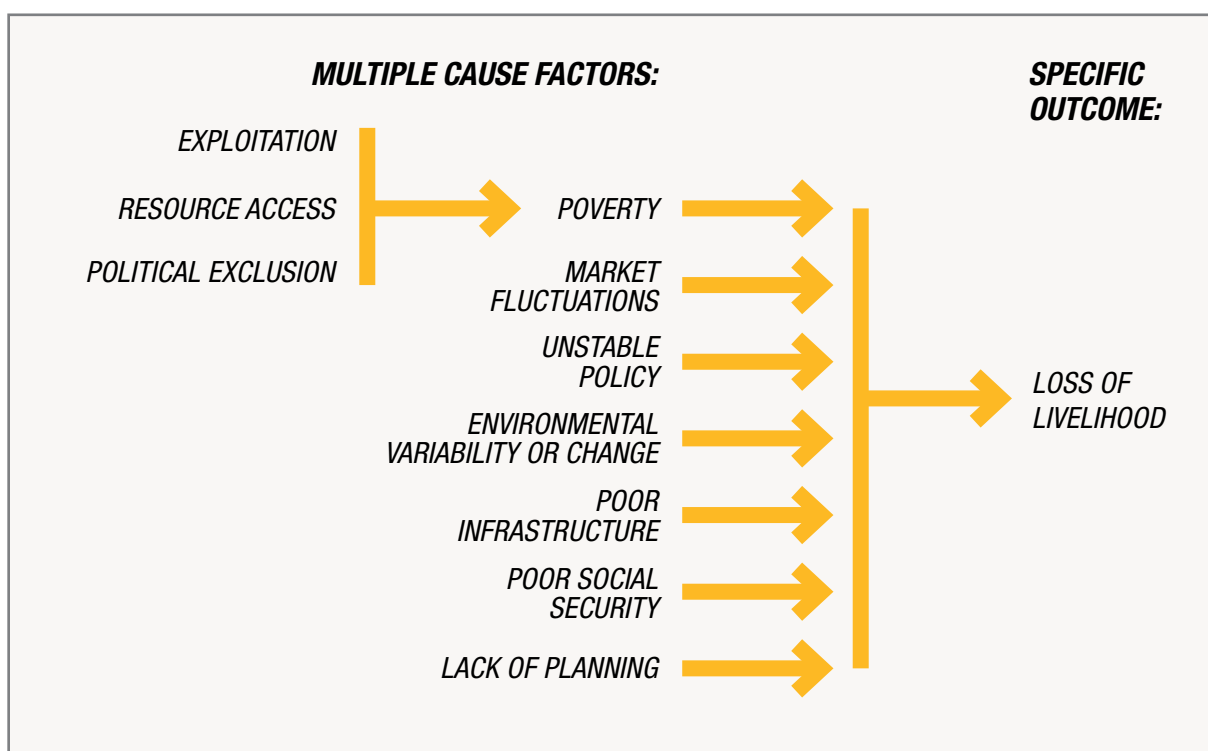 MULTIPLE CAUSE FACTORS:
SPECIFIC
OUTCOME:
EXPLOITATION
RESOURCE ACCESS
POLITICAL EXCLUSION
POVERTY
MARKET
FLUCTUATIONS
UNSTABLE
POLICY
ENVIRONMENTAL
VARIABILITY OR CHANGE
POOR
INFRASTRUCTURE
POOR SOCIAL
SECURITY
LACK OF PLANNING
LOSS OF
LIVELIHOOD